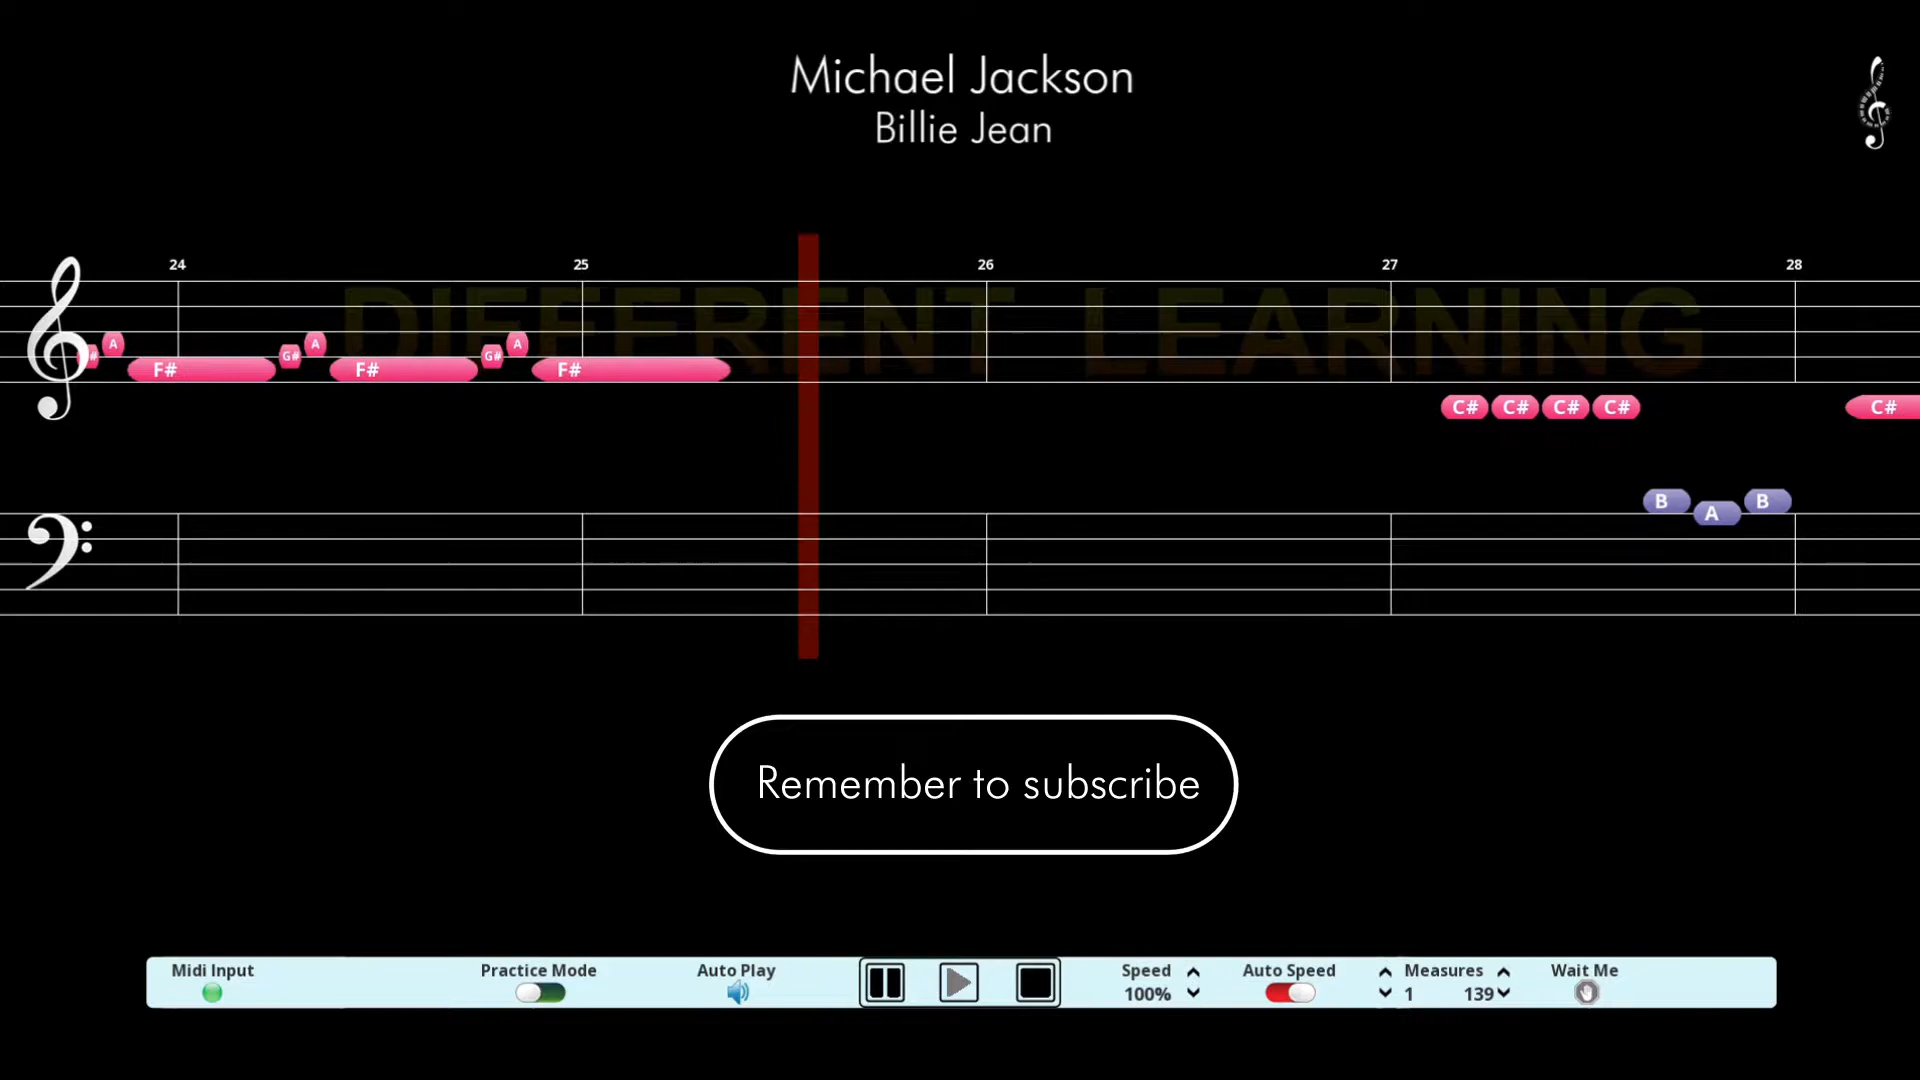 Michael Jackson
Billie Jean
24 25 26 27 28
DIFFERENT LEARNING
# A F# G# A F# G# A F# C# C# C# C# C#
B A B
Remember to subscribe
Midi Input Practice Mode Auto Play Speed Auto Speed Measures Wait Me
100% 1 139